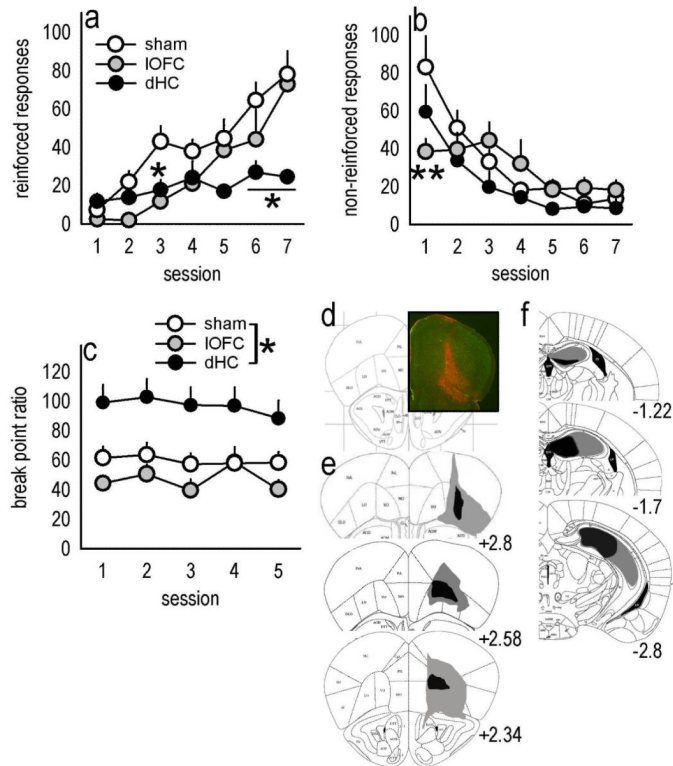 a
sham
lOFC
dHC
reinforced responses
100
80
60
40
20
0
*
*
1 2 3 4 5 6 7
session
b
non-reinforced responses
100
80
60
40
20
0
**
1 2 3 4 5 6 7
session
c
sham
lOFC
dHC
*
break point ratio
120
100
80
60
40
20
0
1 2 3 4 5
session
d
e
+2.8
+2.58
+2.34
f
-1.22
-1.7
-2.8